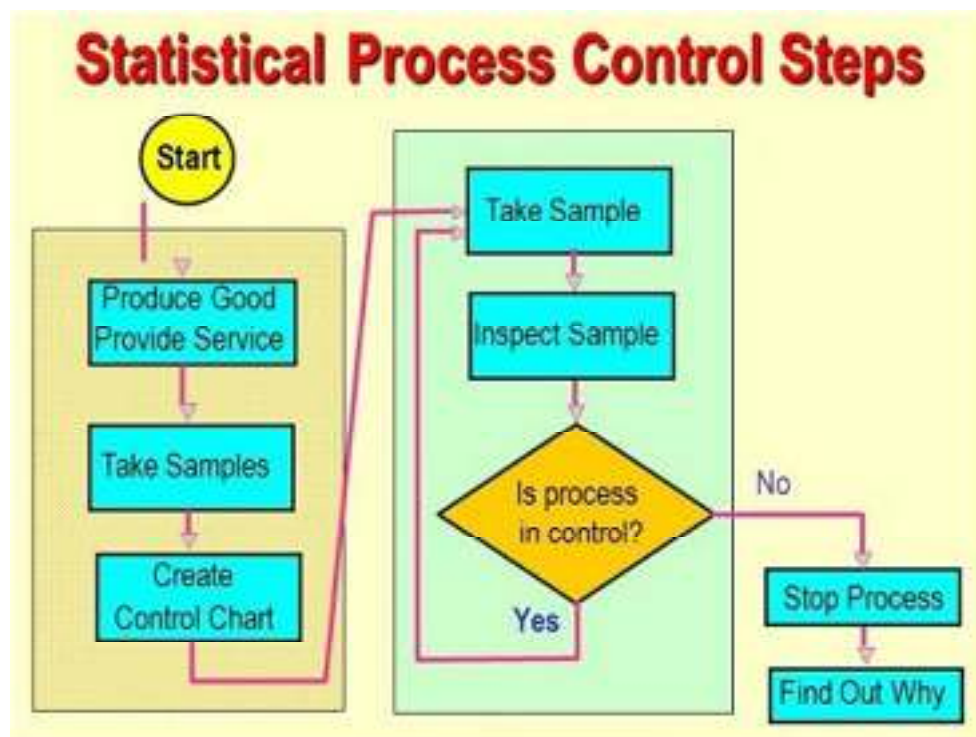 Statistical Process Control Steps
Start
Produce Good
Provide Service
Take Samples
Create
Control Chart
Take Sample
Inspect Sample
Is process
in control?
Yes
No
Stop Process
Find Out Why